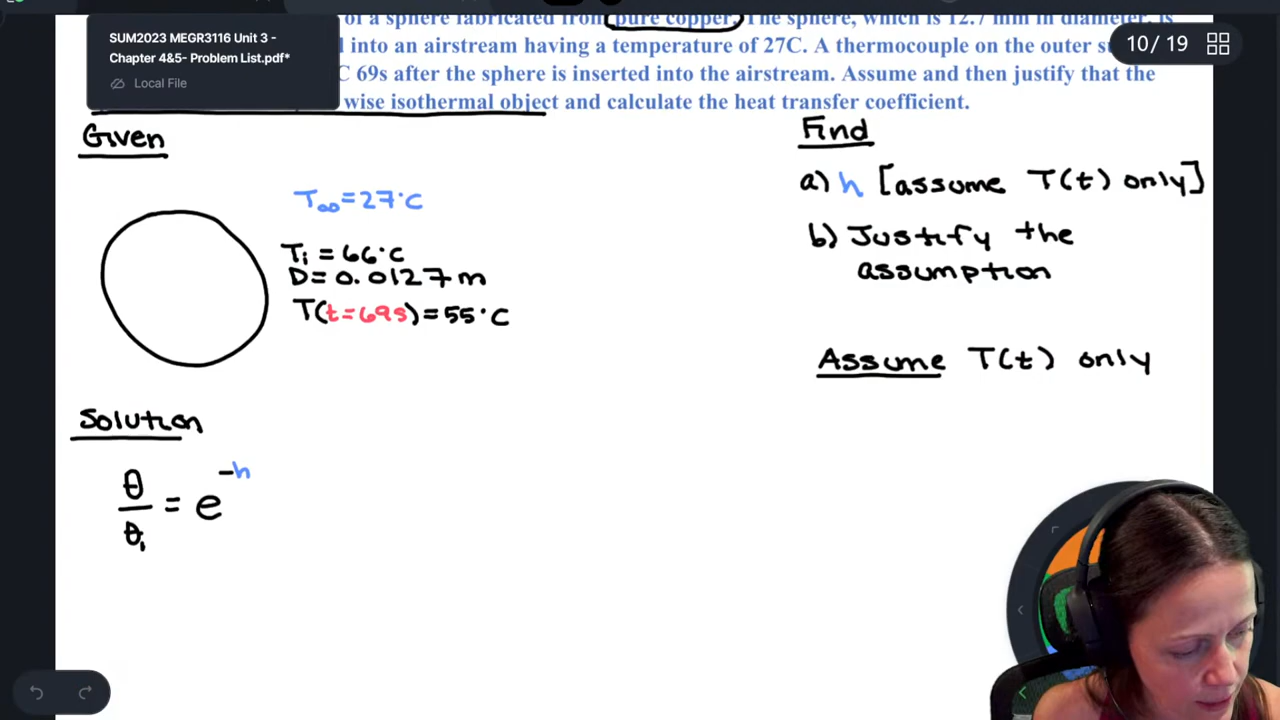 of a sphere fabricated from pure copper. The sphere, which is 12.7 mm in diameter, is
into an airstream having a temperature of 27C. A thermocouple on the outer
C 69s after the sphere is inserted into the airstream. Assume and then justify that the
wise isothermal object and calculate the heat transfer coefficient.
SUM2023 MEGR3116 Unit 3 -
Chapter 4&5- Problem List.pdf*
Local File
10/ 19
Given
T∞=27°C
Ti = 66°C
D= 0.0127 m
T(t=69s)=55°C
Find
a) h [assume T(t) only]
b) Justify the
assumption
Assume T(t) only
Solution
θ/θi = e^-h